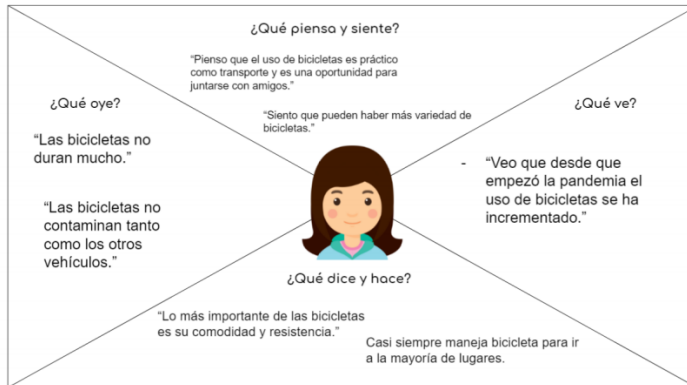 ¿Qué piensa y siente?
“Pienso que el uso de bicicletas es práctico
como transporte y es una oportunidad para
juntarse con amigos.”
“Siento que pueden haber más variedad de
bicicletas.”
¿Qué oye?
“Las bicicletas no
duran mucho.”
“Las bicicletas no
contaminan tanto
como los otros
vehículos.”
¿Qué ve?
- “Veo que desde que
empezó la pandemia el
uso de bicicletas se ha
incrementado.”
¿Qué dice y hace?
“Lo más importante de las bicicletas
es su comodidad y resistencia.”
Casi siempre maneja bicicleta para ir
a la mayoría de lugares.